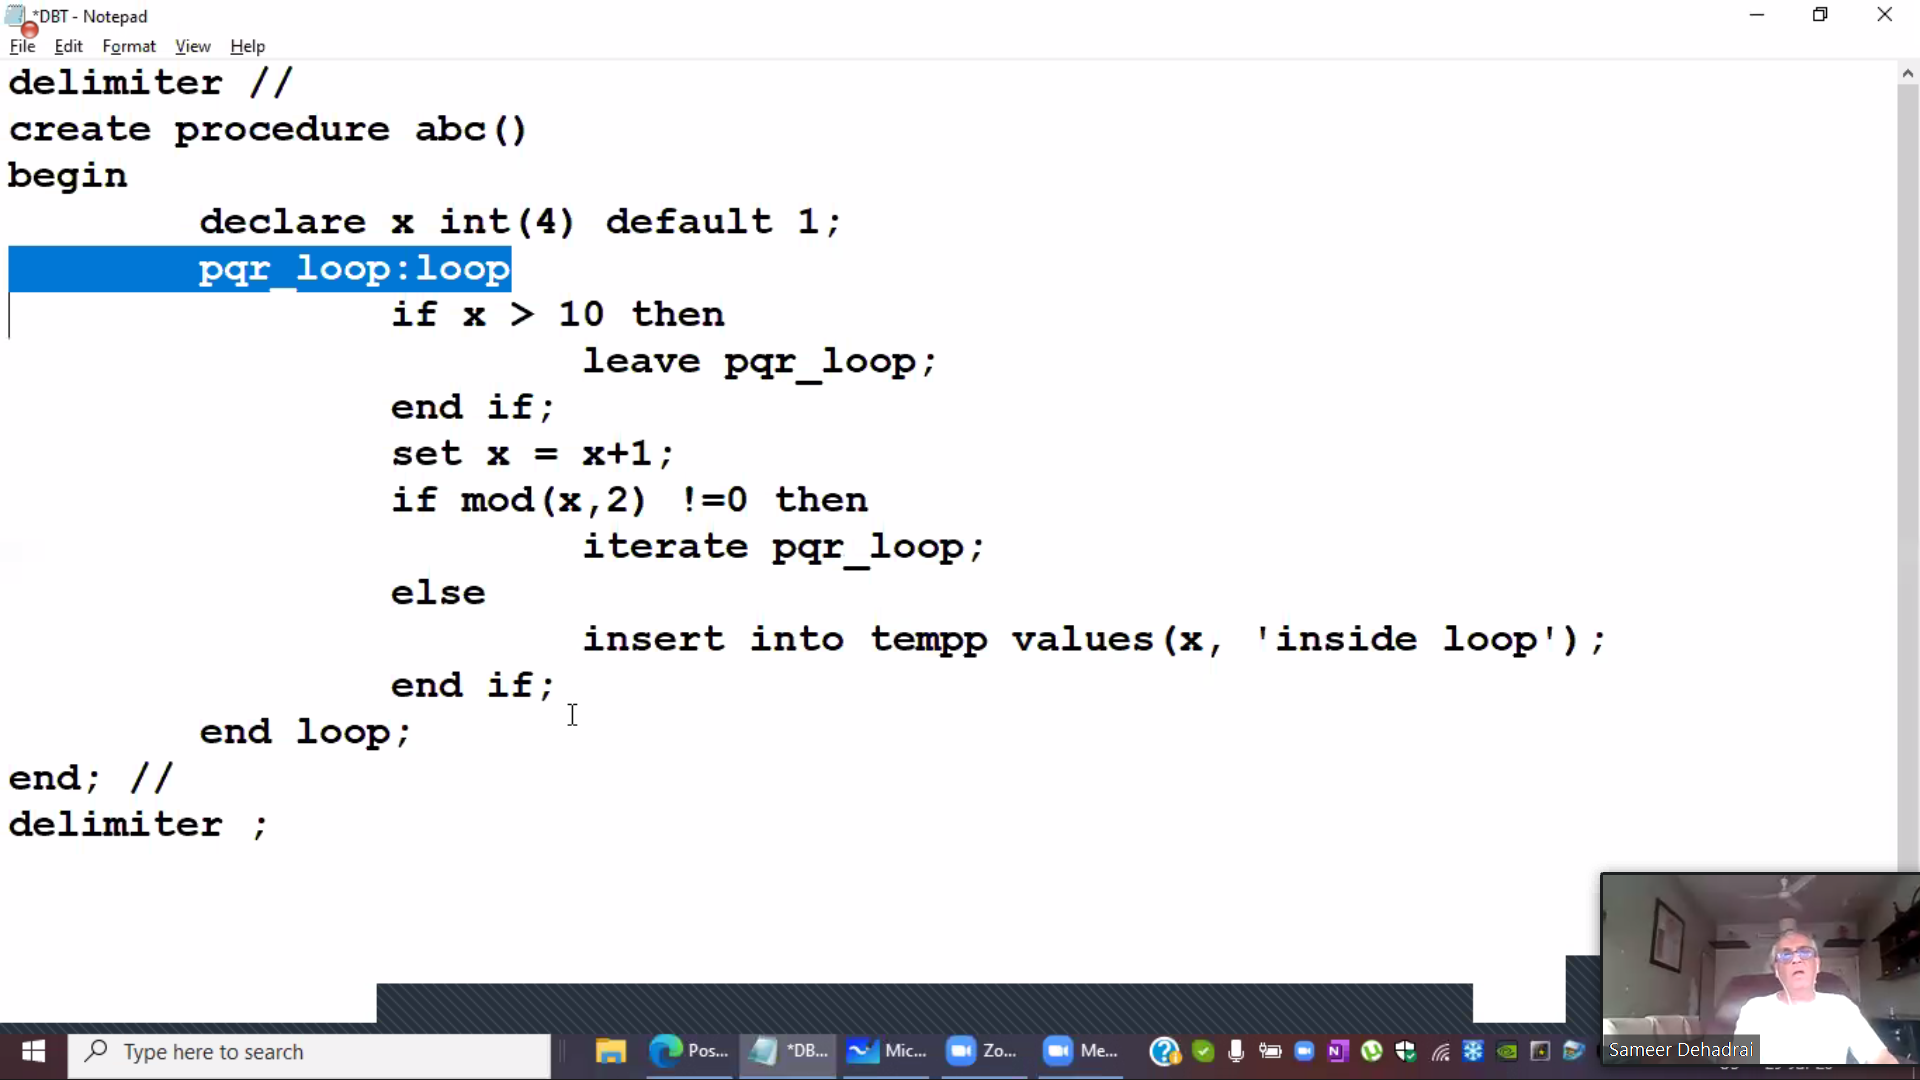 *DBT - Notepad
File Edit Format View Help
delimiter //
create procedure abc()
begin
declare x int(4) default 1;
pqr_loop:loop
if x > 10 then
leave pqr_loop;
end if;
set x = x+1;
if mod(x,2) !=0 then
iterate pqr_loop;
else
insert into tempp values(x, 'inside loop');
end if;
end loop;
end; //
delimiter ;
Type here to search
Pos...
*DB...
Mic...
Zo...
Me...
Sameer Dehadrai